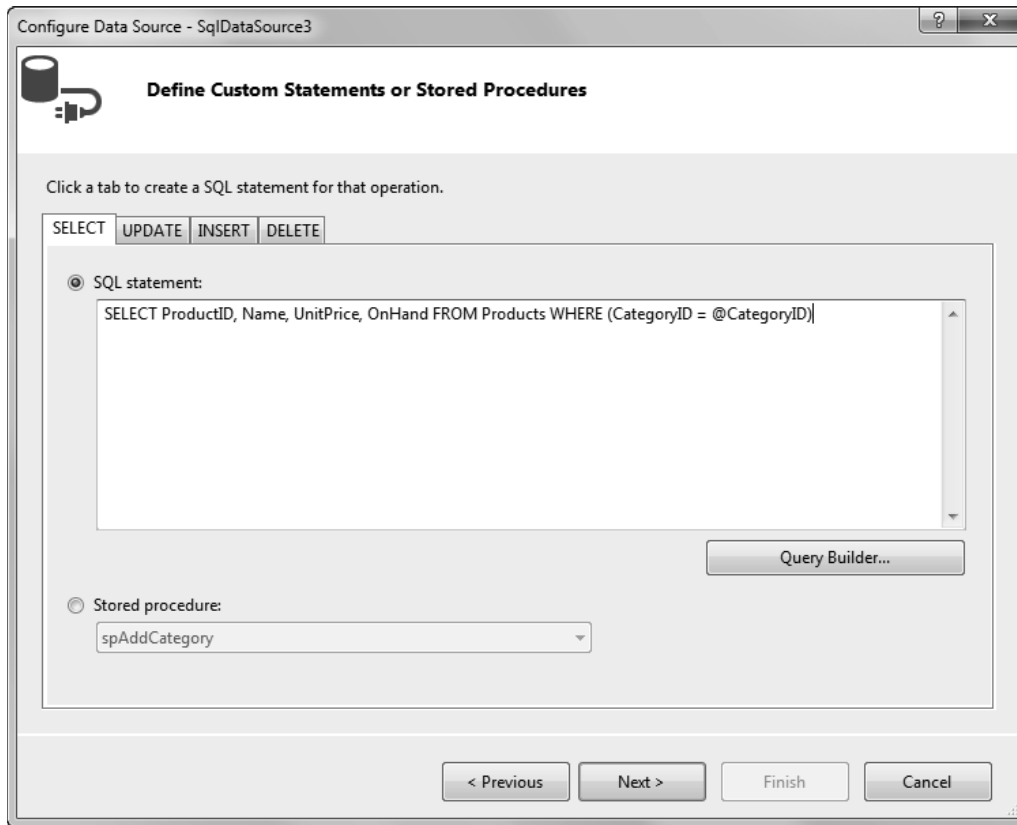 Configure Data Source - SqlDataSource3
Define Custom Statements or Stored Procedures
Click a tab to create a SQL statement for that operation.
SELECT UPDATE INSERT DELETE
SQL statement:
SELECT ProductID, Name, UnitPrice, OnHand FROM Products WHERE (CategoryID = @CategoryID)
Query Builder...
Stored procedure:
spAddCategory
< Previous Next > Finish Cancel